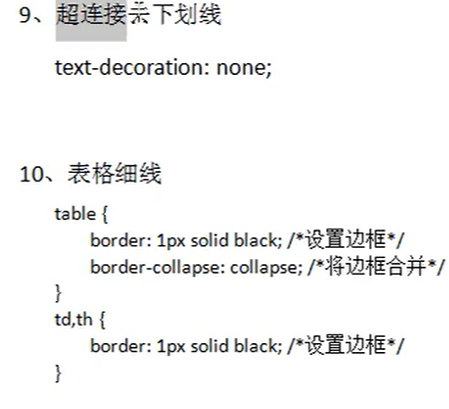 9、超连接去下划线
text-decoration: none;
10、表格细线
table {
border: 1px solid black; /*设置边框*/
border-collapse: collapse; /*将边框合并*/
}
td,th {
border: 1px solid black; /*设置边框*/
}